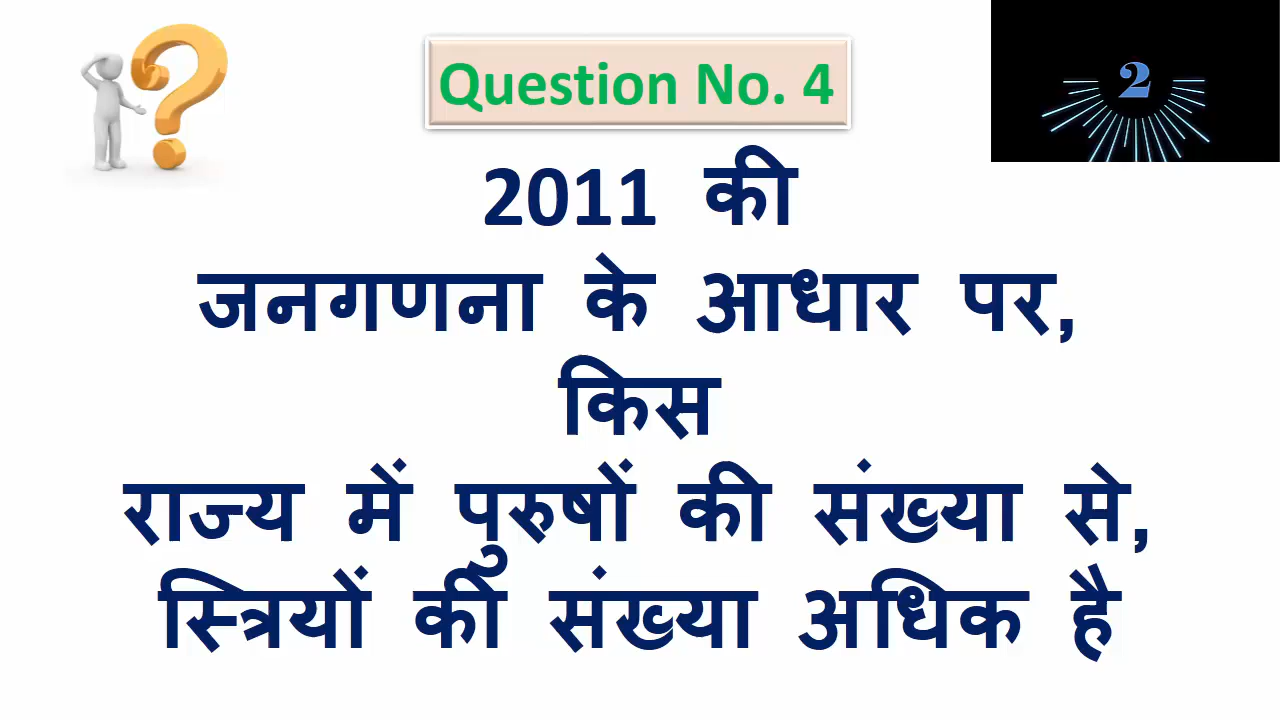 Question No. 4
2
2011 की
जनगणना के आधार पर,
किस
राज्य में पुरुषों की संख्या से,
स्त्रियों की संख्या अधिक है